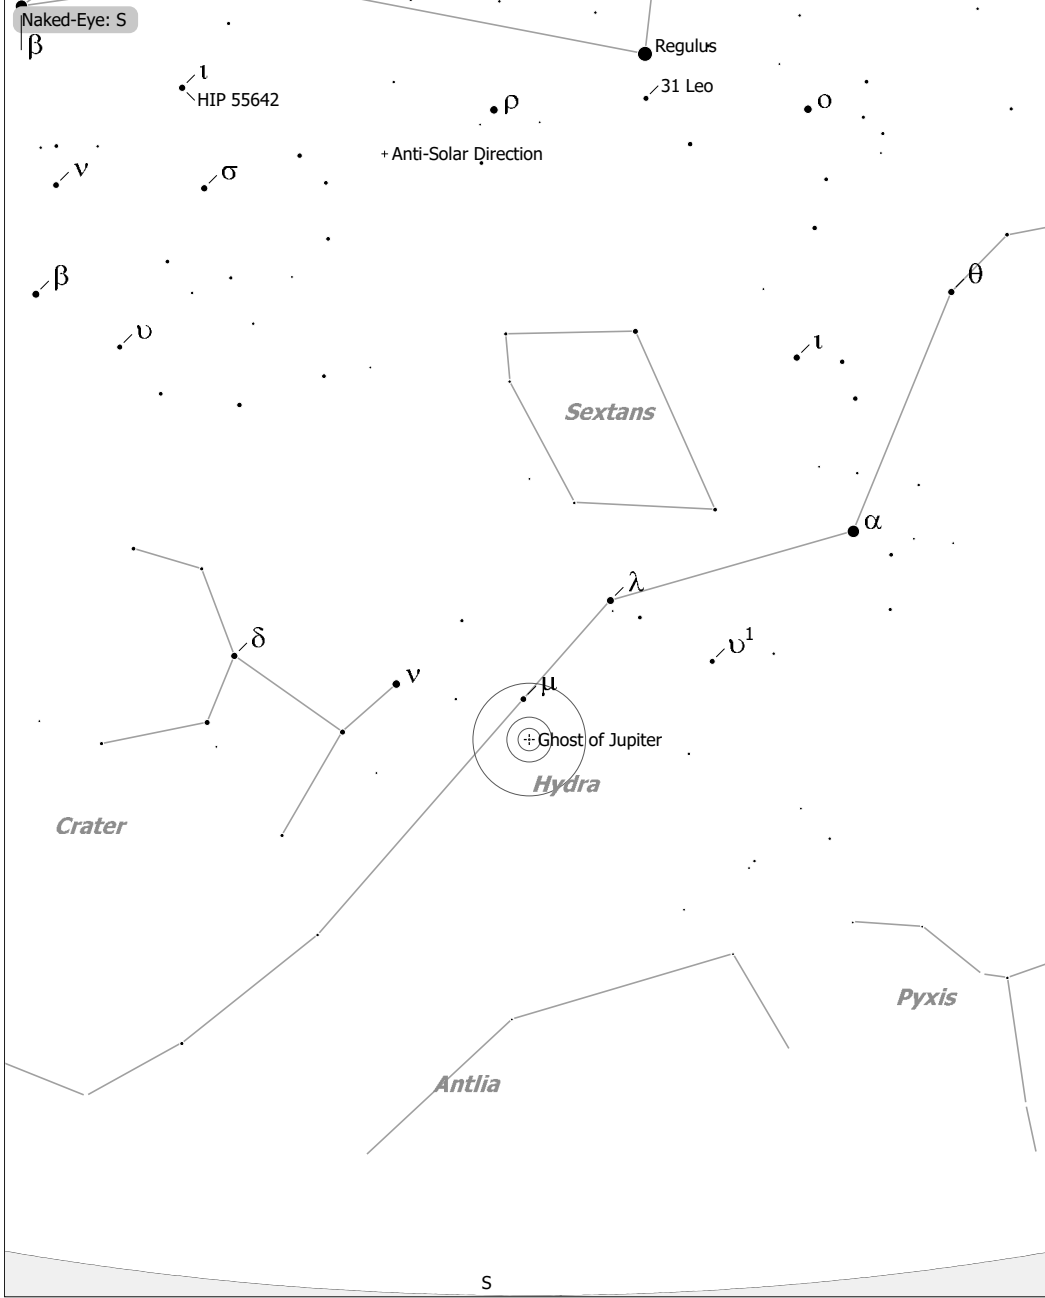 Naked-Eye: S
β
Regulus
ι
HIP 55642
31 Leo
ρ
ο
Anti-Solar Direction
ν
σ
β
θ
υ
ι
Sextans
α
λ
δ
υ¹
ν
μ
Ghost of Jupiter
Hydra
Crater
Pyxis
Antlia
S